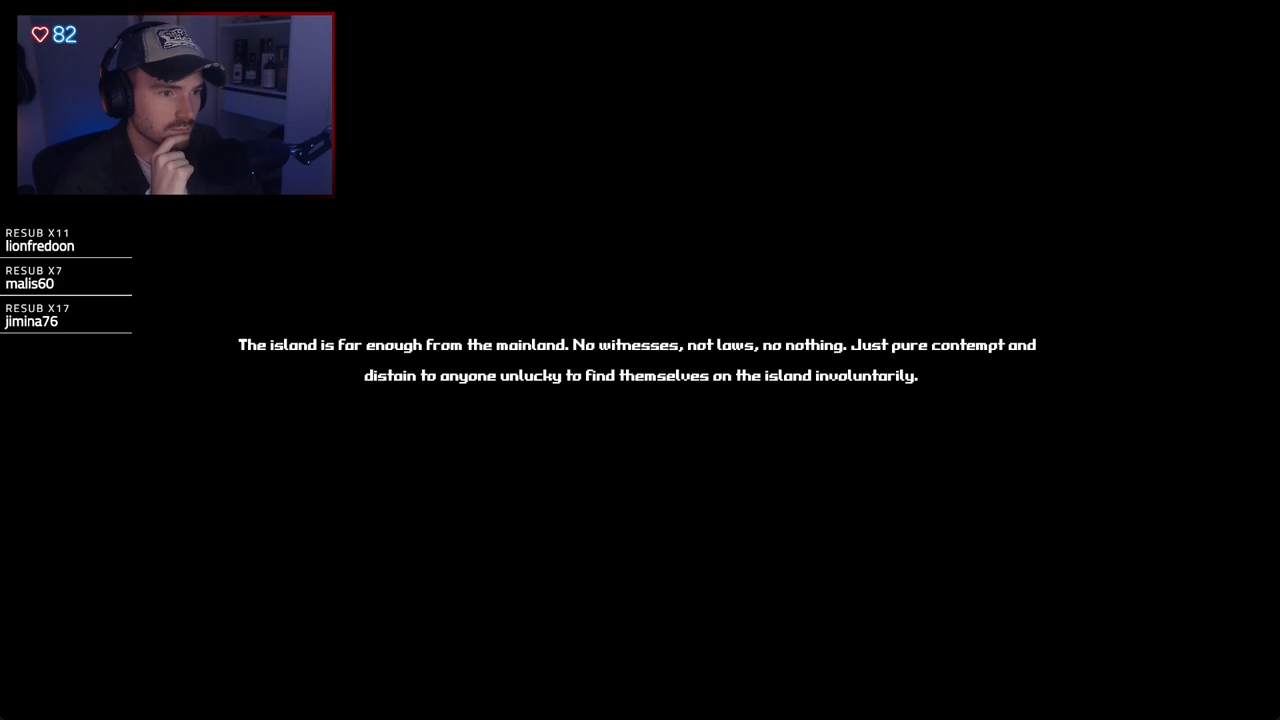 82
RESUB X11
lionfredoon
RESUB X7
malis60
RESUB X17
jimina76
The island is far enough from the mainland. No witnesses, not laws, no nothing. Just pure contempt and
distain to anyone unlucky to find themselves on the island involuntarily.